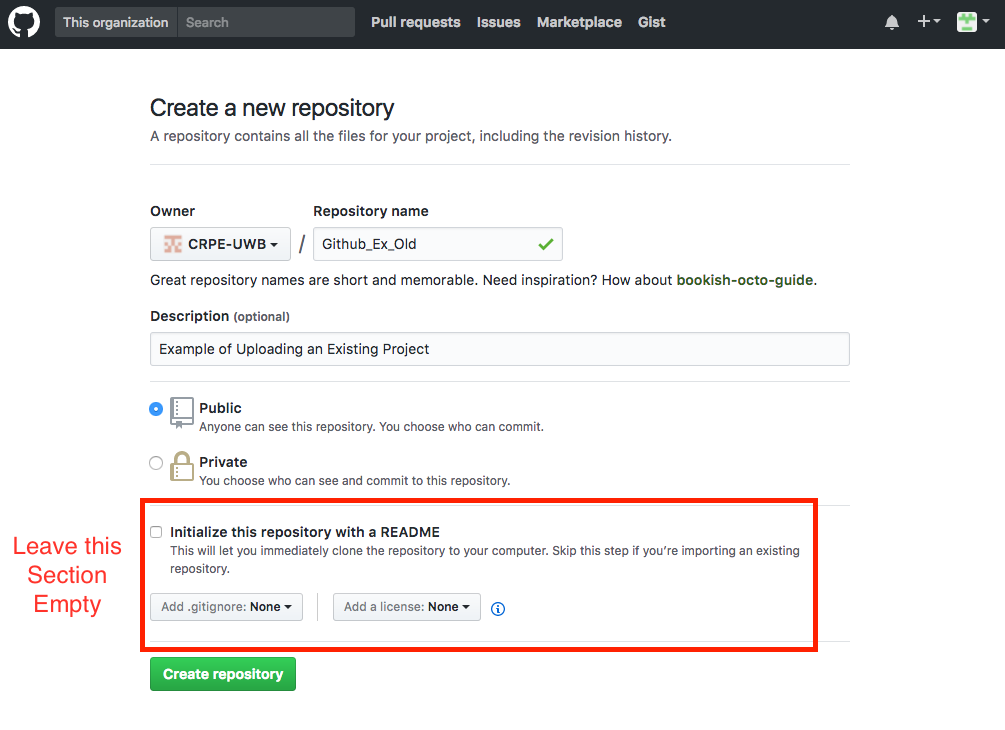 This organization Search Pull requests Issues Marketplace Gist
Create a new repository
A repository contains all the files for your project, including the revision history.
Owner Repository name
CRPE-UWB / Github_Ex_Old
Great repository names are short and memorable. Need inspiration? How about bookish-octo-guide.
Description (optional)
Example of Uploading an Existing Project
Public
Anyone can see this repository. You choose who can commit.
Private
You choose who can see and commit to this repository.
Leave this
Section
Empty
Initialize this repository with a README
This will let you immediately clone the repository to your computer. Skip this step if you’re importing an existing
repository.
Add .gitignore: None Add a license: None
Create repository